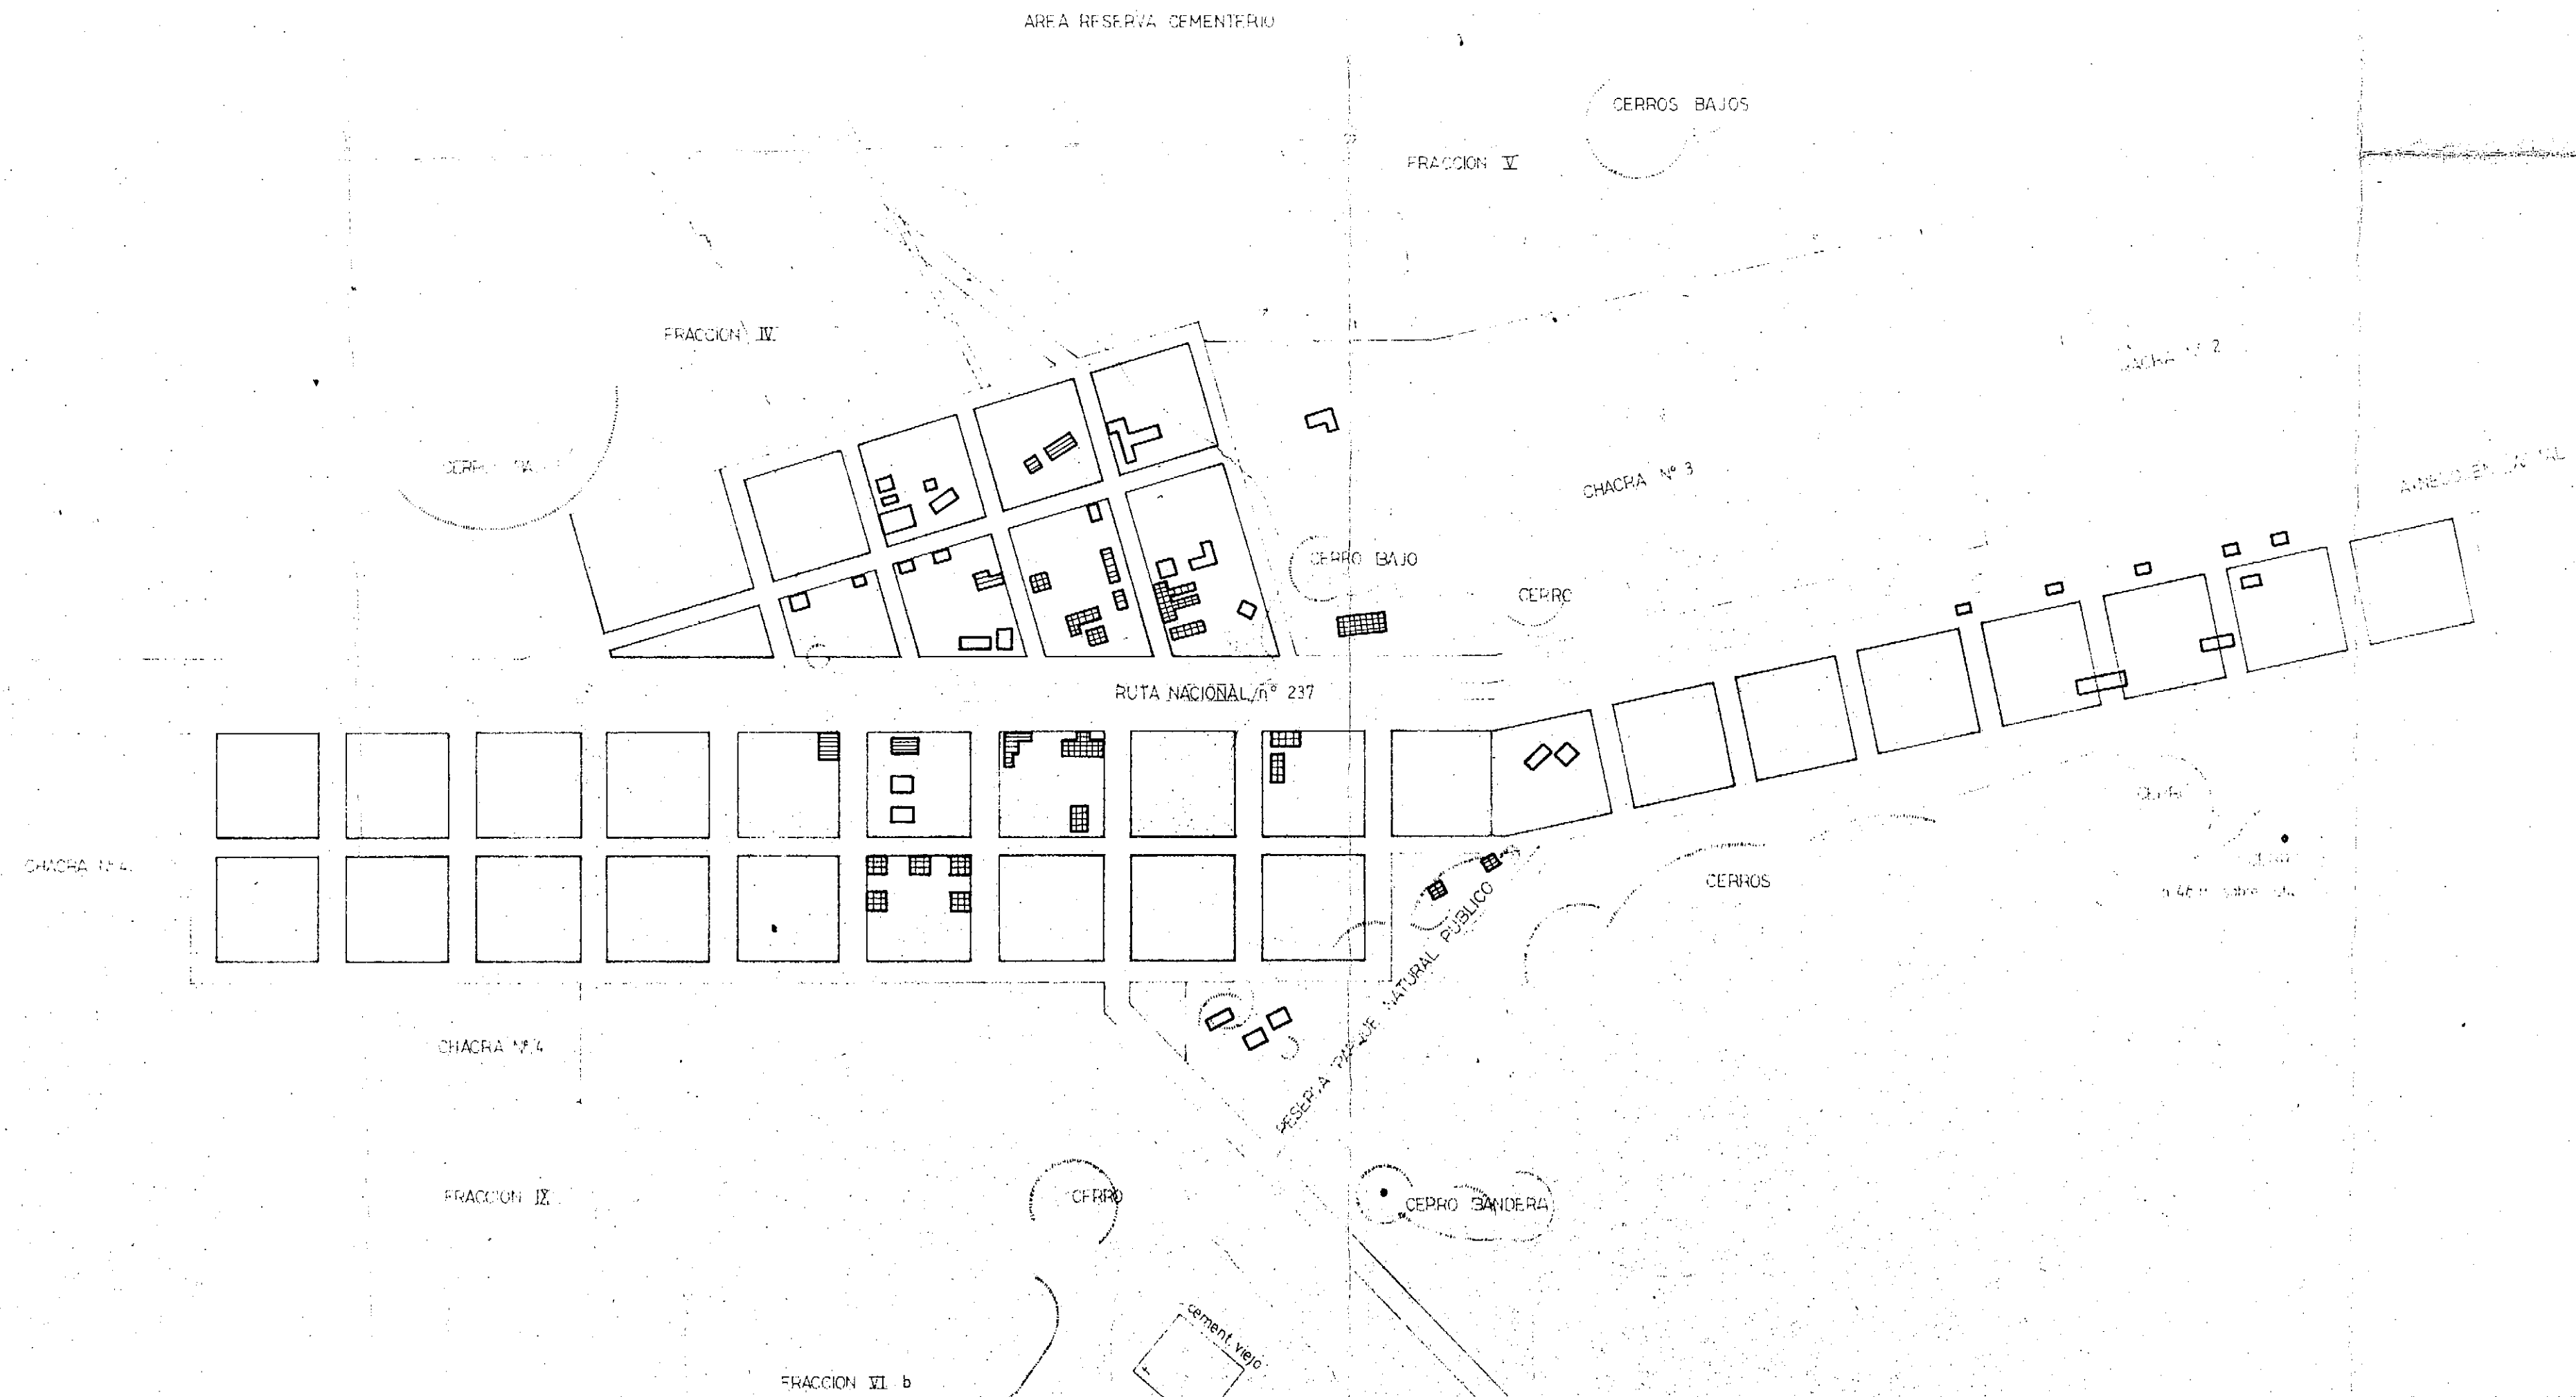 AREA RESERVA CEMENTERIO
CERROS BAJOS
FRACCION V
FRACCION IV
CHACRA Nº 3
CERRO BAJO
CERRO
RUTA NACIONAL nº 237
CERROS
RESERVA PARQUE NATURAL PUBLICO
CHACRA Nº 4
CHACRA Nº 4
FRACCION IX
CERRO
CERRO BANDERA
cement. viejo
FRACCION VI b